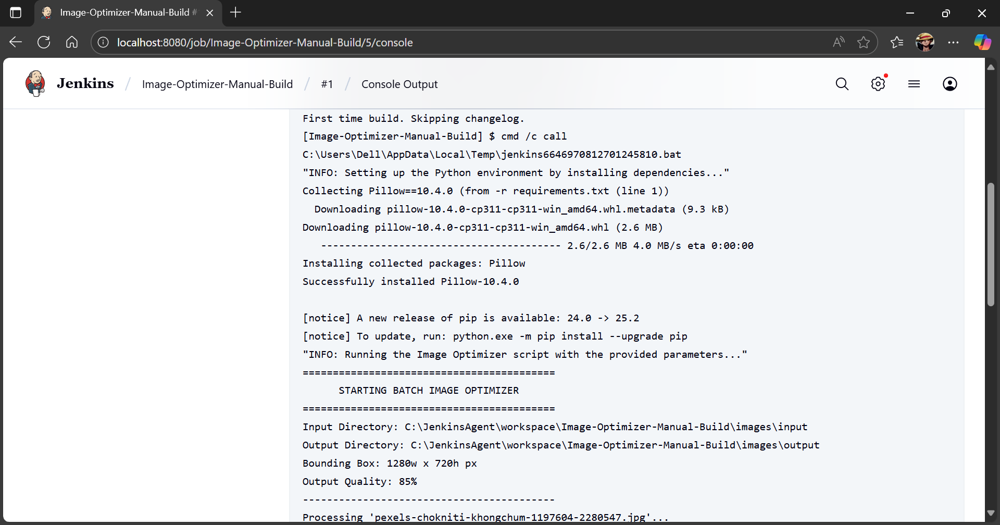 Image-Optimizer-Manual-Build #
localhost:8080/job/Image-Optimizer-Manual-Build/5/console
Jenkins / Image-Optimizer-Manual-Build / #1 / Console Output
First time build. Skipping changelog.
[Image-Optimizer-Manual-Build] $ cmd /c call
C:\Users\Dell\AppData\Local\Temp\jenkins6646970812701245810.bat
"INFO: Setting up the Python environment by installing dependencies..."
Collecting Pillow==10.4.0 (from -r requirements.txt (line 1))
  Downloading pillow-10.4.0-cp311-cp311-win_amd64.whl.metadata (9.3 kB)
Downloading pillow-10.4.0-cp311-cp311-win_amd64.whl (2.6 MB)
   ---------------------------------------- 2.6/2.6 MB 4.0 MB/s eta 0:00:00
Installing collected packages: Pillow
Successfully installed Pillow-10.4.0
[notice] A new release of pip is available: 24.0 -> 25.2
[notice] To update, run: python.exe -m pip install --upgrade pip
"INFO: Running the Image Optimizer script with the provided parameters..."
==========================================
      STARTING BATCH IMAGE OPTIMIZER
==========================================
Input Directory: C:\JenkinsAgent\workspace\Image-Optimizer-Manual-Build\images\input
Output Directory: C:\JenkinsAgent\workspace\Image-Optimizer-Manual-Build\images\output
Bounding Box: 1280w x 720h px
Output Quality: 85%
------------------------------------------
Processing 'pexels-chokniti-khongchum-1197604-2280547.jpg'...